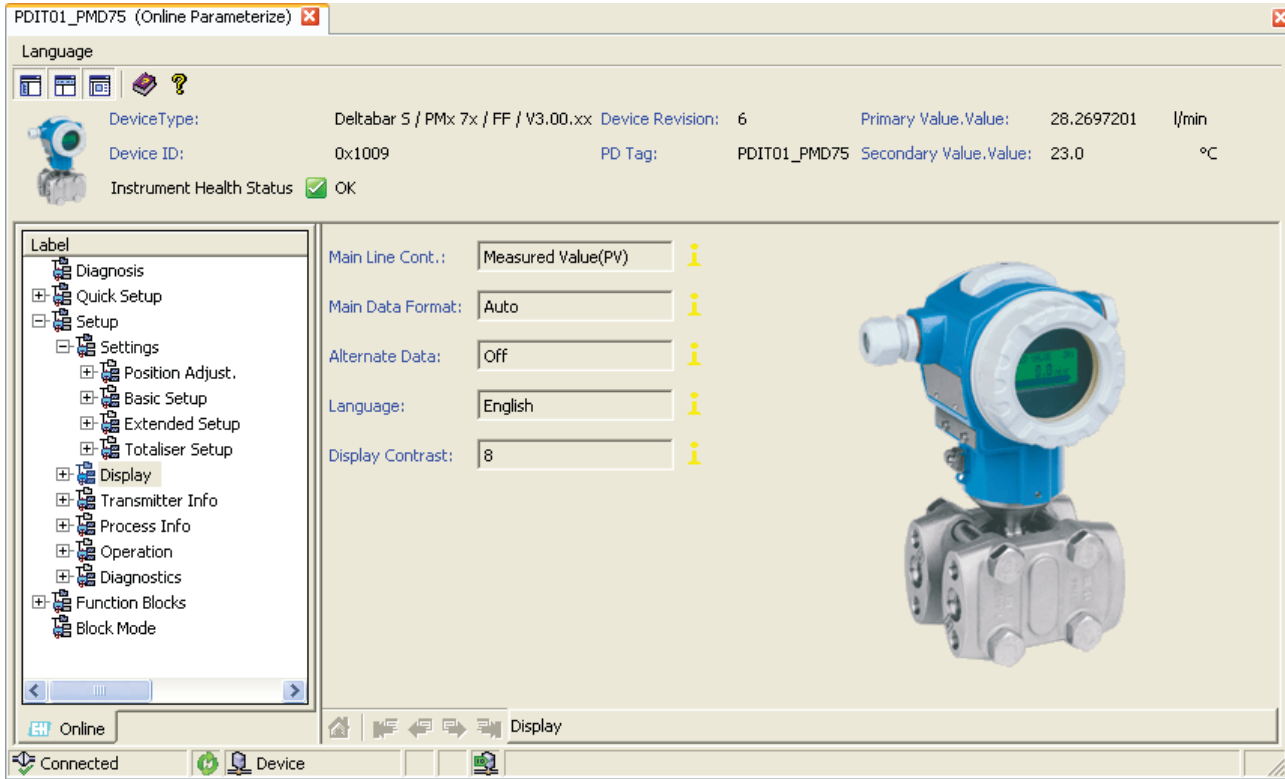 PDIT01_PMD75 (Online Parameterize)
Language
DeviceType: Deltabar S / PMx 7x / FF / V3.00.xx Device Revision: 6 Primary Value.Value: 28.2697201 l/min
Device ID: 0x1009 PD Tag: PDIT01_PMD75 Secondary Value.Value: 23.0 °C
Instrument Health Status OK
Label
Diagnosis
Quick Setup
Setup
Settings
Position Adjust.
Basic Setup
Extended Setup
Totaliser Setup
Display
Transmitter Info
Process Info
Operation
Diagnostics
Function Blocks
Block Mode
Online
Main Line Cont.: Measured Value(PV)
Main Data Format: Auto
Alternate Data: Off
Language: English
Display Contrast: 8
Display
Connected Device